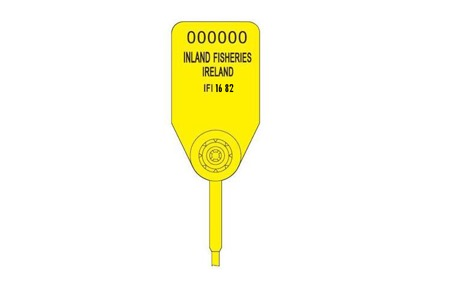 000000
INLAND FISHERIES
IRELAND
IFI 16 82